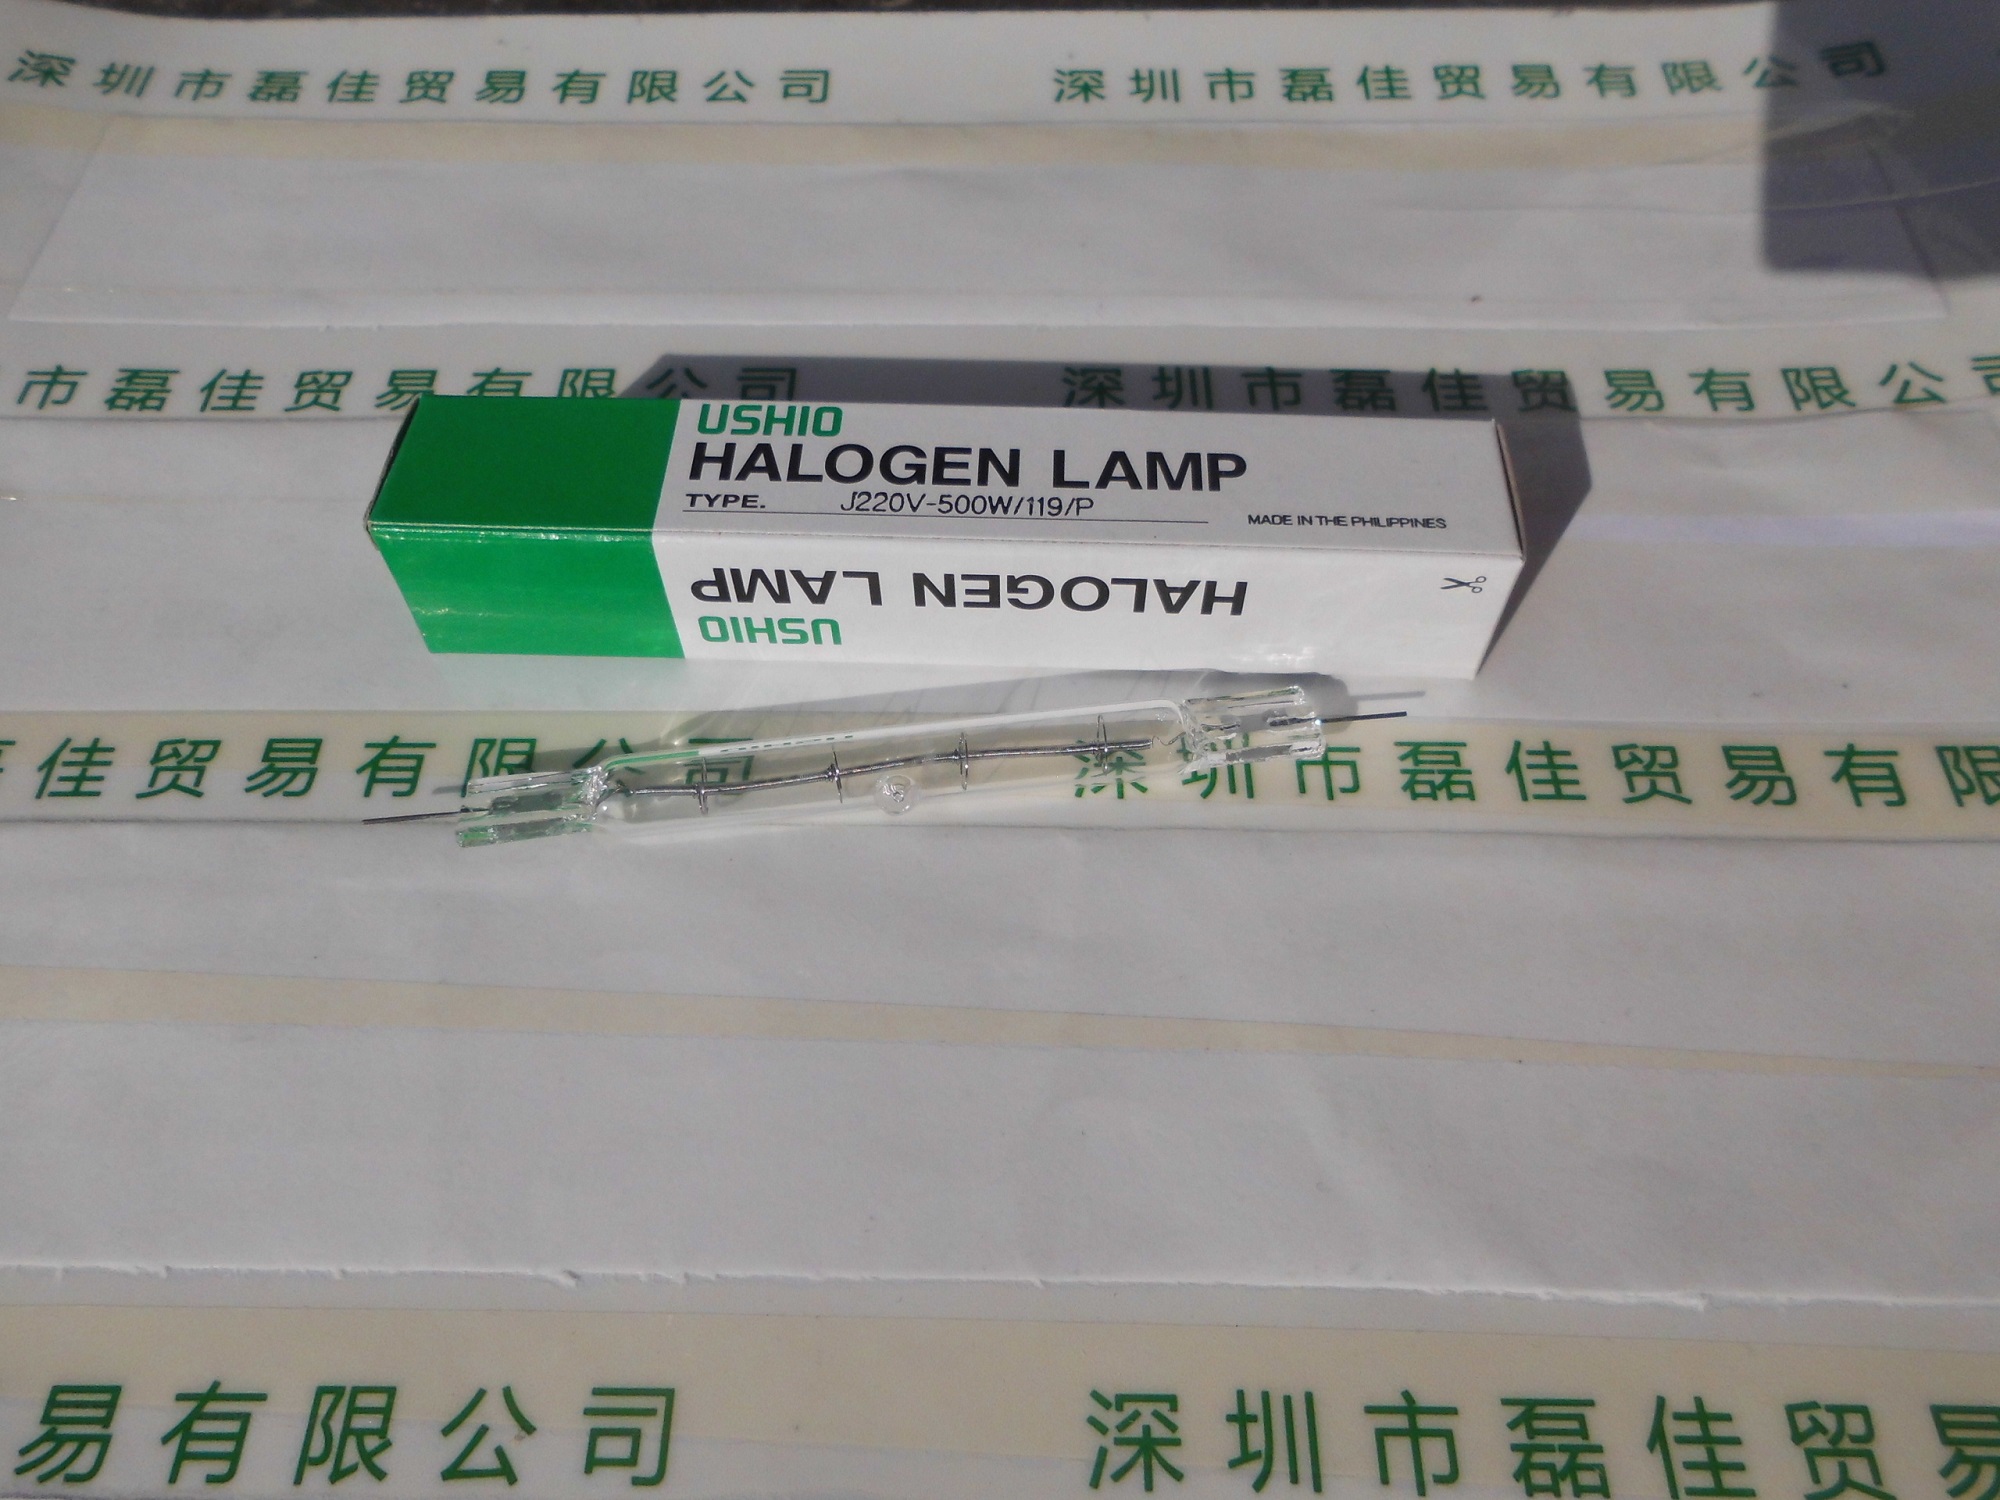 深圳市磊佳贸易有限公司 深圳市磊佳贸易有限公司
市磊佳贸易有限公司 深圳市磊佳贸易有限公司
USHIO
HALOGEN LAMP
TYPE. J220V-500W/119/P
MADE IN THE PHILIPPINES
HALOGEN LAMP
USHIO
佳贸易有限公司 深圳市磊佳贸易有限
易有限公司 深圳市磊佳贸易